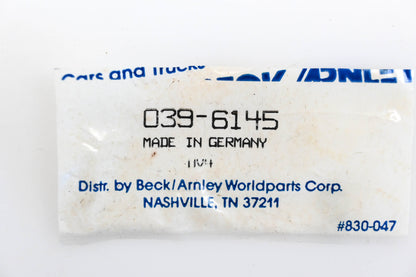 Cars and Trucks
039-6145
MADE IN GERMANY
Distr. by Beck/Arnley Worldparts Corp.
NASHVILLE, TN 37211
#830-047